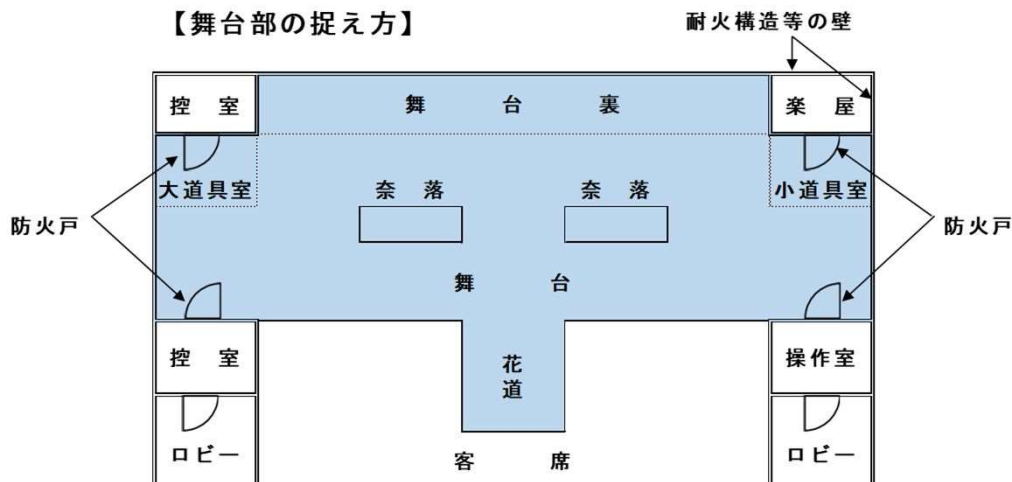 【舞台部の捉え方】
耐火構造等の壁
控室
舞台裏
楽屋
大道具室
奈落
奈落
小道具室
防火戸
防火戸
舞台
控室
花道
操作室
ロビー
客席
ロビー